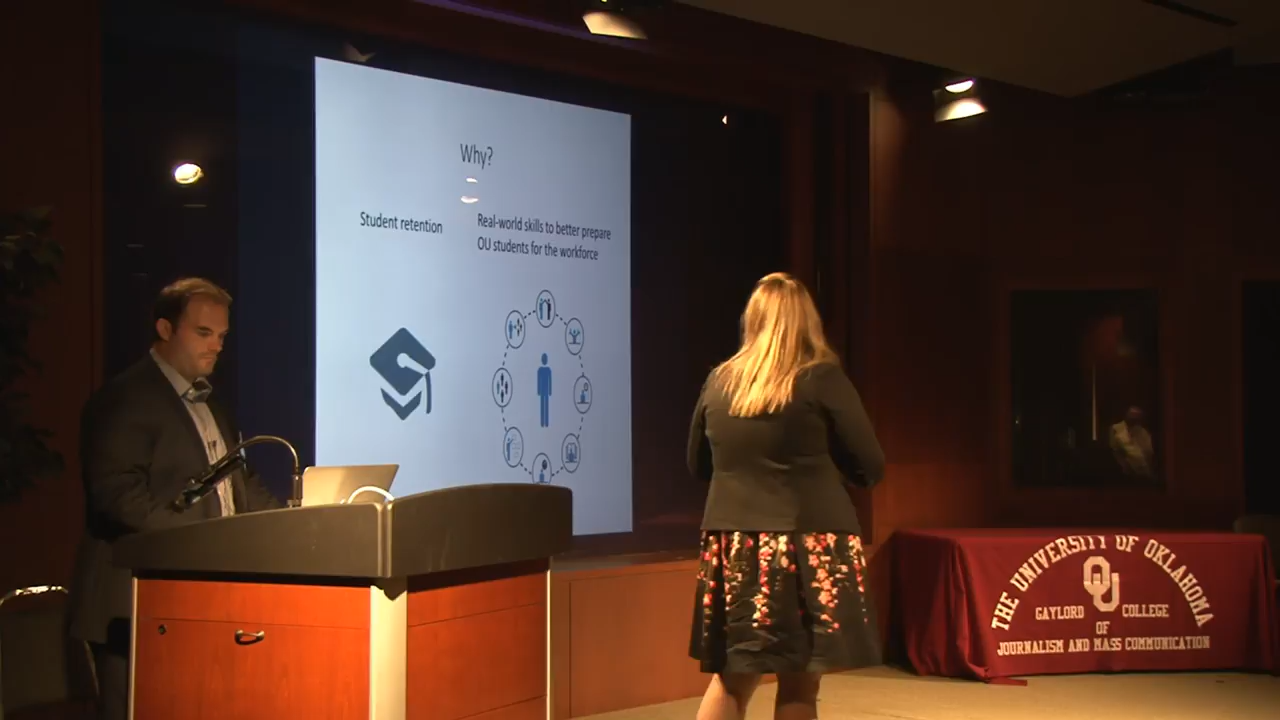 Why?
Student retention
Real-world skills to better prepare
OU students for the workforce
THE UNIVERSITY OF OKLAHOMA
OU
GAYLORD COLLEGE
OF
JOURNALISM AND MASS COMMUNICATION